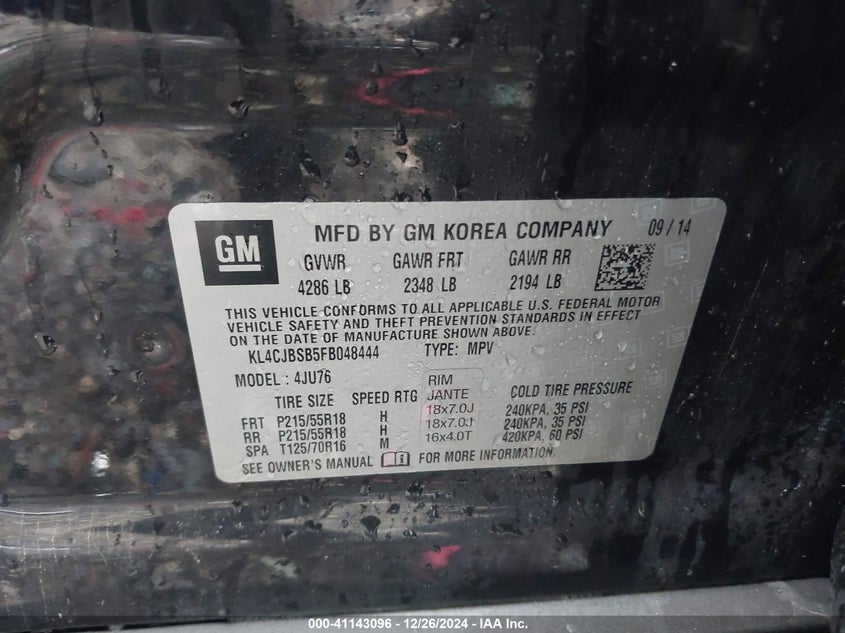 GM MFD BY GM KOREA COMPANY 09 / 14
GVWR GAWR FRT GAWR RR
4286 LB 2348 LB 2194 LB
THIS VEHICLE CONFORMS TO ALL APPLICABLE U.S. FEDERAL MOTOR
VEHICLE SAFETY AND THEFT PREVENTION STANDARDS IN EFFECT
ON THE DATE OF MANUFACTURE SHOWN ABOVE.
KL4CJBSB5FB048444 TYPE: MPV
MODEL : 4JU76
RIM
TIRE SIZE SPEED RTG JANTE COLD TIRE PRESSURE
FRT P215/55R18 H 18x7.0J 240KPA, 35 PSI
RR P215/55R18 H 18x7.0J 240KPA, 35 PSI
SPA T125/70R16 M 16x4.0T 420KPA, 60 PSI
SEE OWNER'S MANUAL FOR MORE INFORMATION.
000-41143096 - 12/26/2024 - IAA Inc.